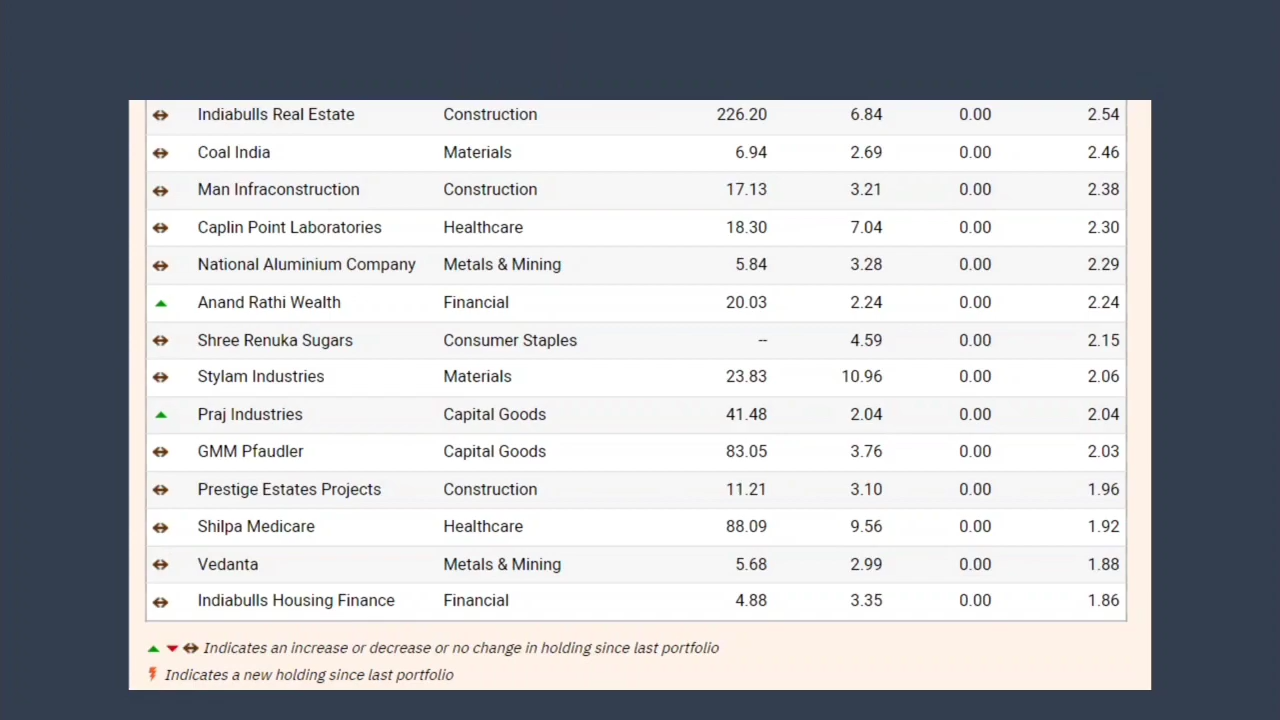 Indiabulls Real Estate Construction 226.20 6.84 0.00 2.54
Coal India Materials 6.94 2.69 0.00 2.46
Man Infraconstruction Construction 17.13 3.21 0.00 2.38
Caplin Point Laboratories Healthcare 18.30 7.04 0.00 2.30
National Aluminium Company Metals & Mining 5.84 3.28 0.00 2.29
Anand Rathi Wealth Financial 20.03 2.24 0.00 2.24
Shree Renuka Sugars Consumer Staples -- 4.59 0.00 2.15
Stylam Industries Materials 23.83 10.96 0.00 2.06
Praj Industries Capital Goods 41.48 2.04 0.00 2.04
GMM Pfaudler Capital Goods 83.05 3.76 0.00 2.03
Prestige Estates Projects Construction 11.21 3.10 0.00 1.96
Shilpa Medicare Healthcare 88.09 9.56 0.00 1.92
Vedanta Metals & Mining 5.68 2.99 0.00 1.88
Indiabulls Housing Finance Financial 4.88 3.35 0.00 1.86
Indicates an increase or decrease or no change in holding since last portfolio
Indicates a new holding since last portfolio